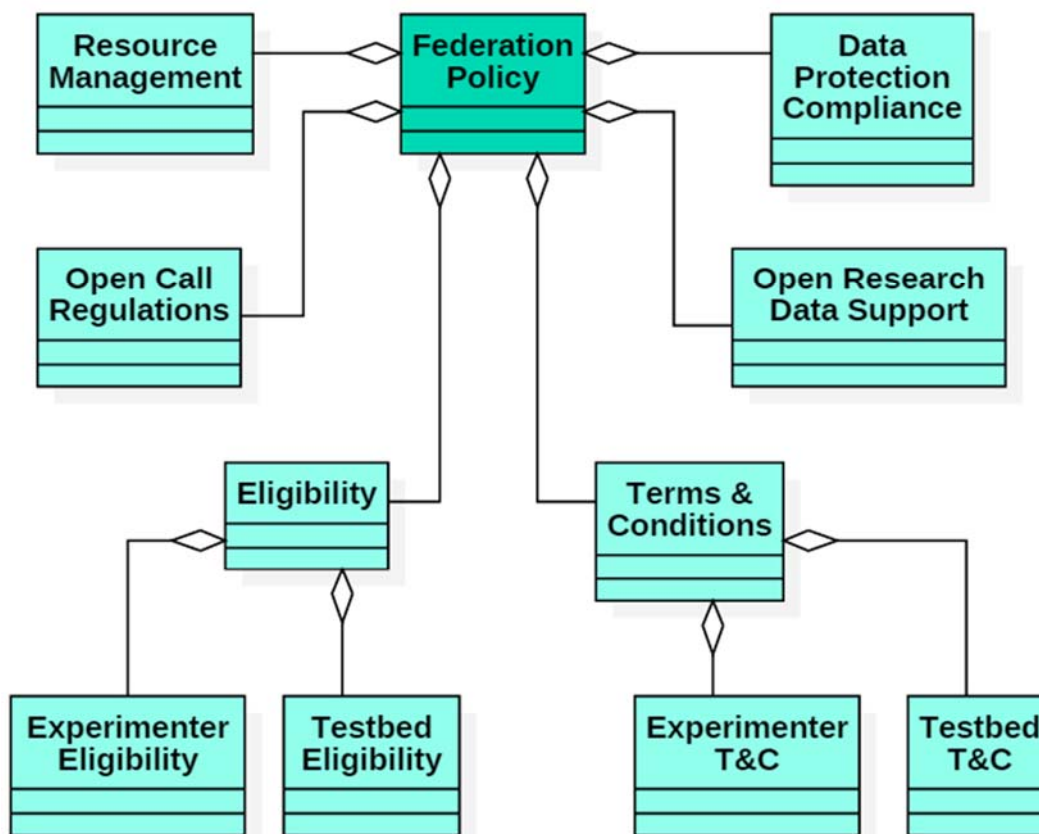 Resource
Management
Federation
Policy
Data
Protection
Compliance
Open Call
Regulations
Open Research
Data Support
Eligibility
Terms &
Conditions
Experimenter
Eligibility
Testbed
Eligibility
Experimenter
T&C
Testbed
T&C